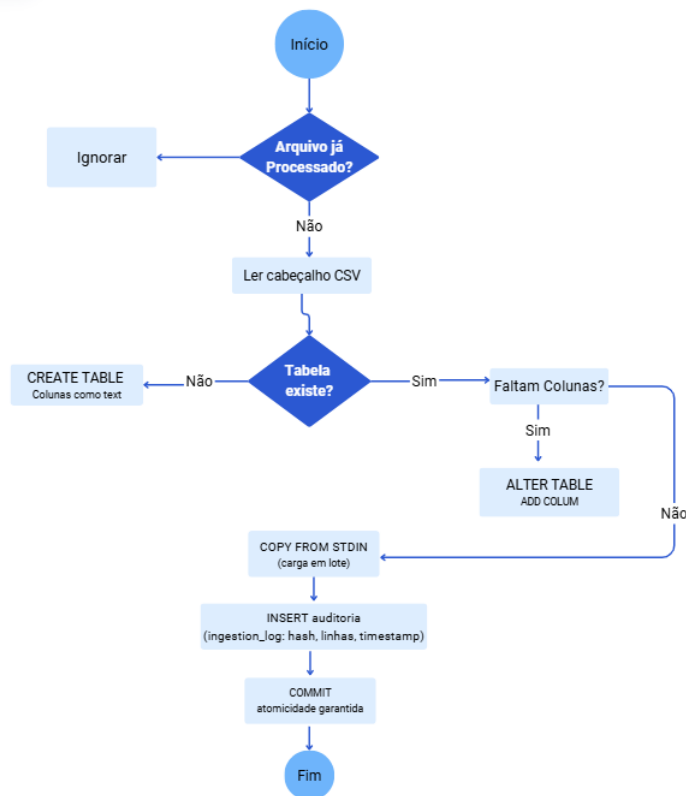 Início
Arquivo já
Processado?
Ignorar
Não
Ler cabeçalho CSV
Tabela
existe?
Não
CREATE TABLE
Colunas como text
Sim
Faltam Colunas?
Sim
ALTER TABLE
ADD COLUM
Não
COPY FROM STDIN
(carga em lote)
INSERT auditoria
(ingestion_log: hash, linhas, timestamp)
COMMIT
atomicidade garantida
Fim